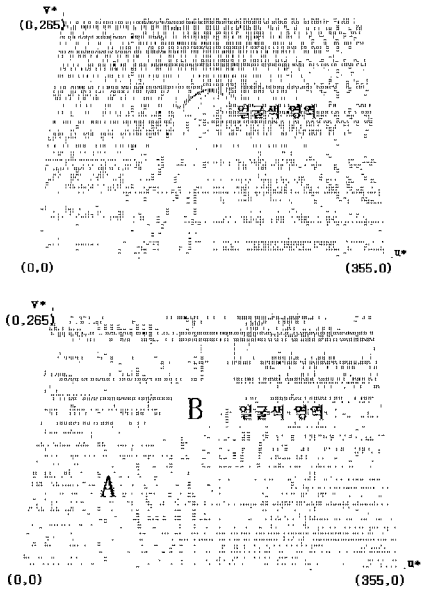 v*
(0,265)
얼굴색 영역
u*
(0,0)
(355,0)
v*
(0,265)
B
얼굴색 영역
A
u*
(0,0)
(355,0)